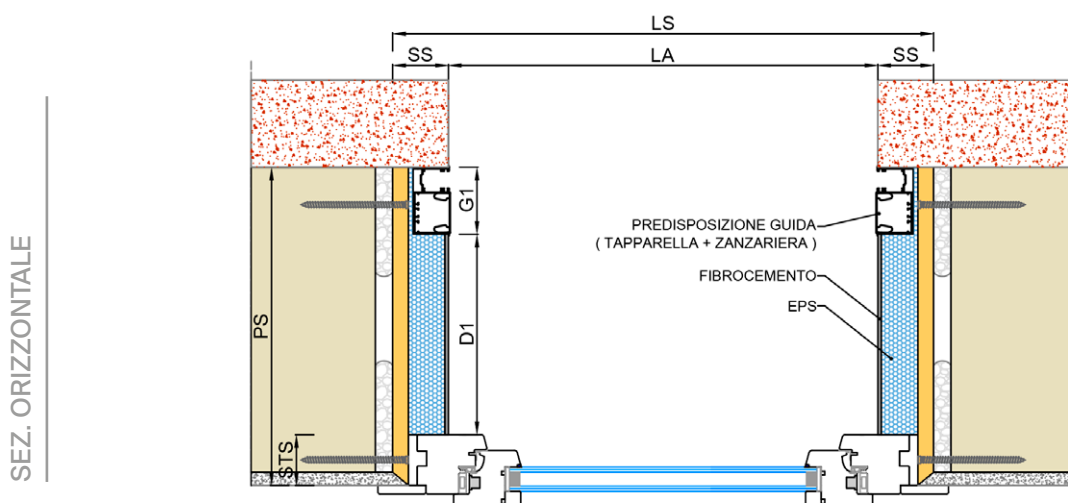 LS
SS
LA
SS
G1
PREDISPOSIZIONE GUIDA
( TAPPARELLA + ZANZARIERA )
FIBROCEMENTO
EPS
PS
D1
STS
SEZ. ORIZZONTALE